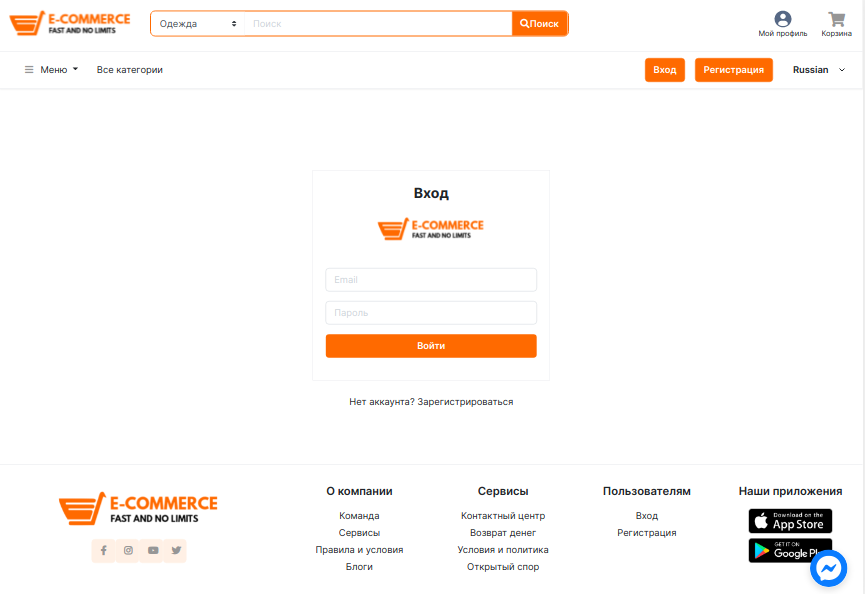 E-COMMERCE
FAST AND NO LIMITS
Одежда
Поиск
Поиск
Мой профиль
Корзина
Меню
Все категории
Вход
Регистрация
Russian
Вход
E-COMMERCE
FAST AND NO LIMITS
Email
Пароль
Войти
Нет аккаунта? Зарегистрироваться
E-COMMERCE
FAST AND NO LIMITS
О компании
Команда
Сервисы
Правила и условия
Блоги
Сервисы
Контактный центр
Возврат денег
Условия и политика
Открытый спор
Пользователям
Вход
Регистрация
Наши приложения
Download on the
App Store
GET IT ON
Google